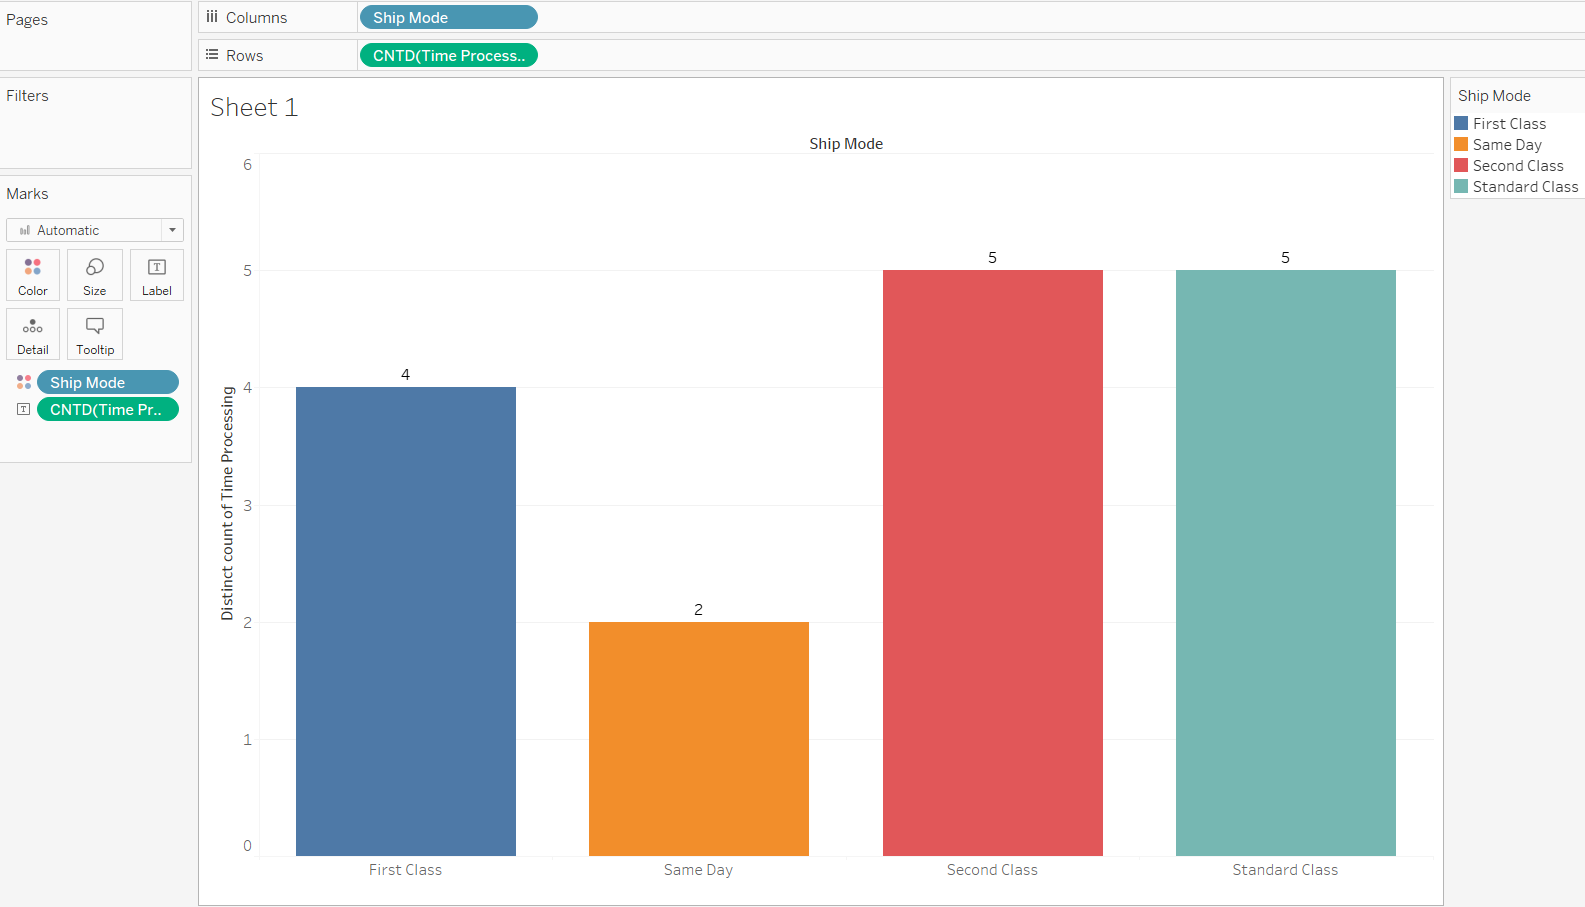 Pages
Columns
Ship Mode
Rows
CNTD(Time Process..
Filters
Marks
Automatic
Color
Size
T
Label
Detail
Tooltip
Ship Mode
T
CNTD(Time Pr..
Sheet 1
Ship Mode
Distinct count of Time Processing
6
5
4
3
2
1
0
4
2
5
5
First Class
Same Day
Second Class
Standard Class
Ship Mode
First Class
Same Day
Second Class
Standard Class